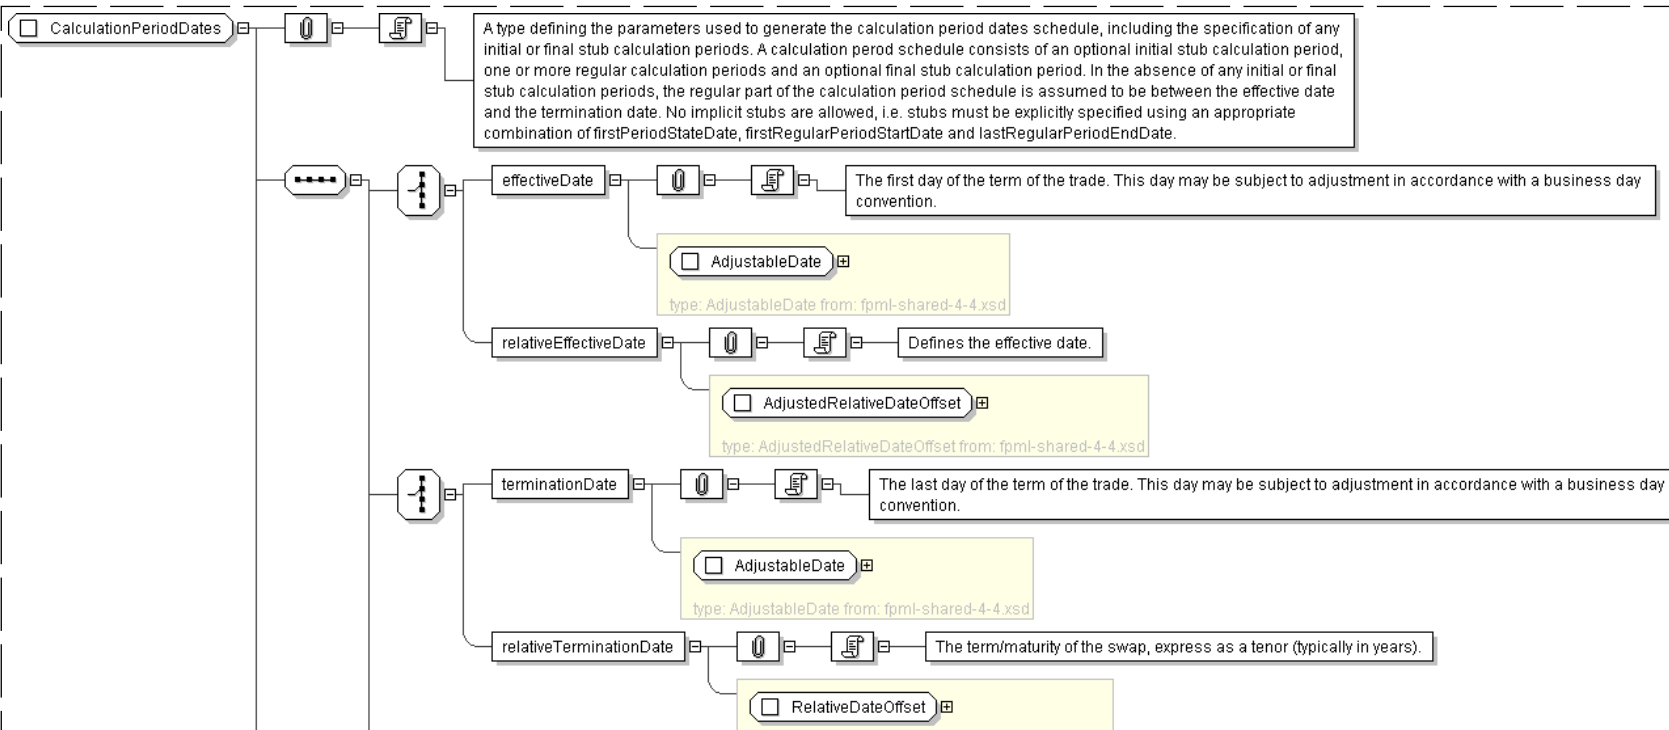 CalculationPeriodDates
A type defining the parameters used to generate the calculation period dates schedule, including the specification of any
initial or final stub calculation periods. A calculation perod schedule consists of an optional initial stub calculation period,
one or more regular calculation periods and an optional final stub calculation period. In the absence of any initial or final
stub calculation periods, the regular part of the calculation period schedule is assumed to be between the effective date
and the termination date. No implicit stubs are allowed, i.e. stubs must be explicitly specified using an appropriate
combination of firstPeriodStateDate, firstRegularPeriodStartDate and lastRegularPeriodEndDate.
effectiveDate
The first day of the term of the trade. This day may be subject to adjustment in accordance with a business day
convention.
AdjustableDate
type: AdjustableDate from: fpml-shared-4-4.xsd
relativeEffectiveDate
Defines the effective date.
AdjustedRelativeDateOffset
type: AdjustedRelativeDateOffset from: fpml-shared-4-4.xsd
terminationDate
The last day of the term of the trade. This day may be subject to adjustment in accordance with a business day
convention.
AdjustableDate
type: AdjustableDate from: fpml-shared-4-4.xsd
relativeTerminationDate
The term/maturity of the swap, express as a tenor (typically in years).
RelativeDateOffset